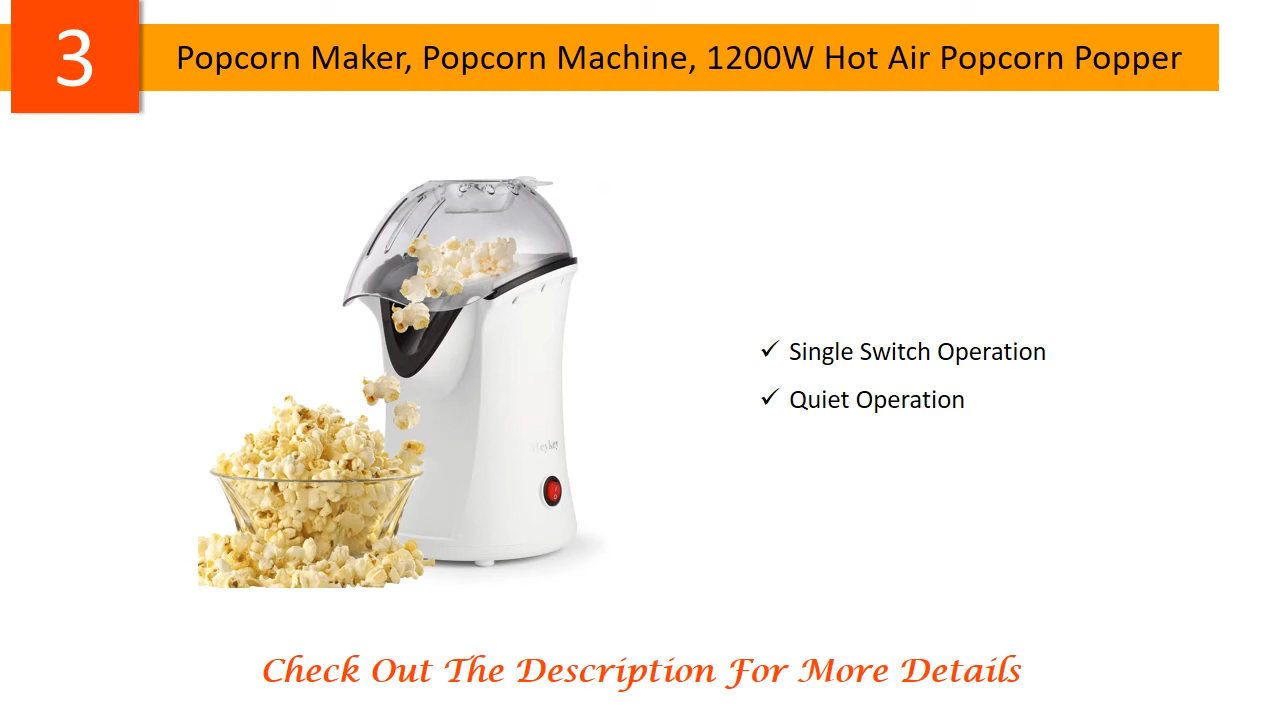 3
Popcorn Maker, Popcorn Machine, 1200W Hot Air Popcorn Popper
✓ Single Switch Operation
✓ Quiet Operation
Check Out The Description For More Details